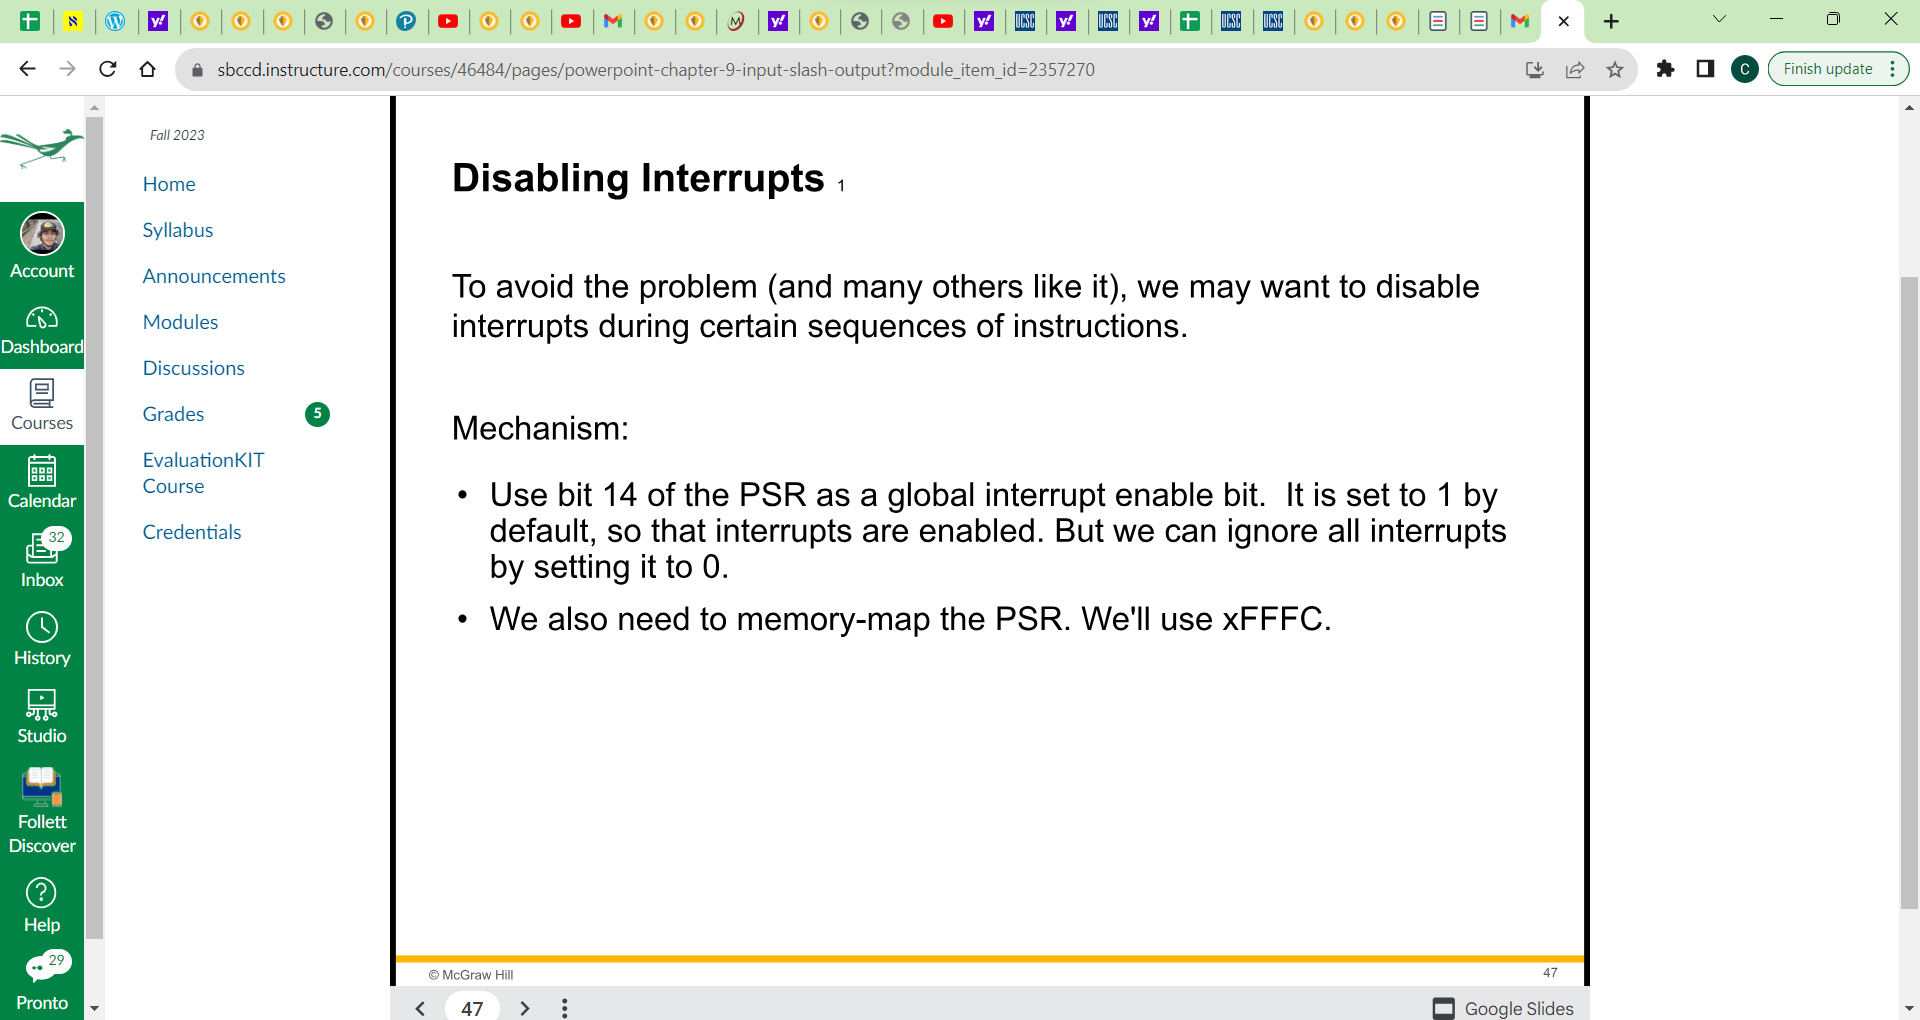 sbccd.instructure.com/courses/46484/pages/powerpoint-chapter-9-input-slash-output?module_item_id=2357270
C
Finish update
Account
Dashboard
Courses
Calendar
32
Inbox
History
Studio
Follett
Discover
Help
29
Pronto
Fall 2023
Home
Syllabus
Announcements
Modules
Discussions
Grades
5
EvaluationKIT
Course
Credentials
Disabling Interrupts 1
To avoid the problem (and many others like it), we may want to disable
interrupts during certain sequences of instructions.
Mechanism:
• Use bit 14 of the PSR as a global interrupt enable bit.  It is set to 1 by
default, so that interrupts are enabled. But we can ignore all interrupts
by setting it to 0.
• We also need to memory-map the PSR. We'll use xFFFC.
© McGraw Hill
47
47
Google Slides